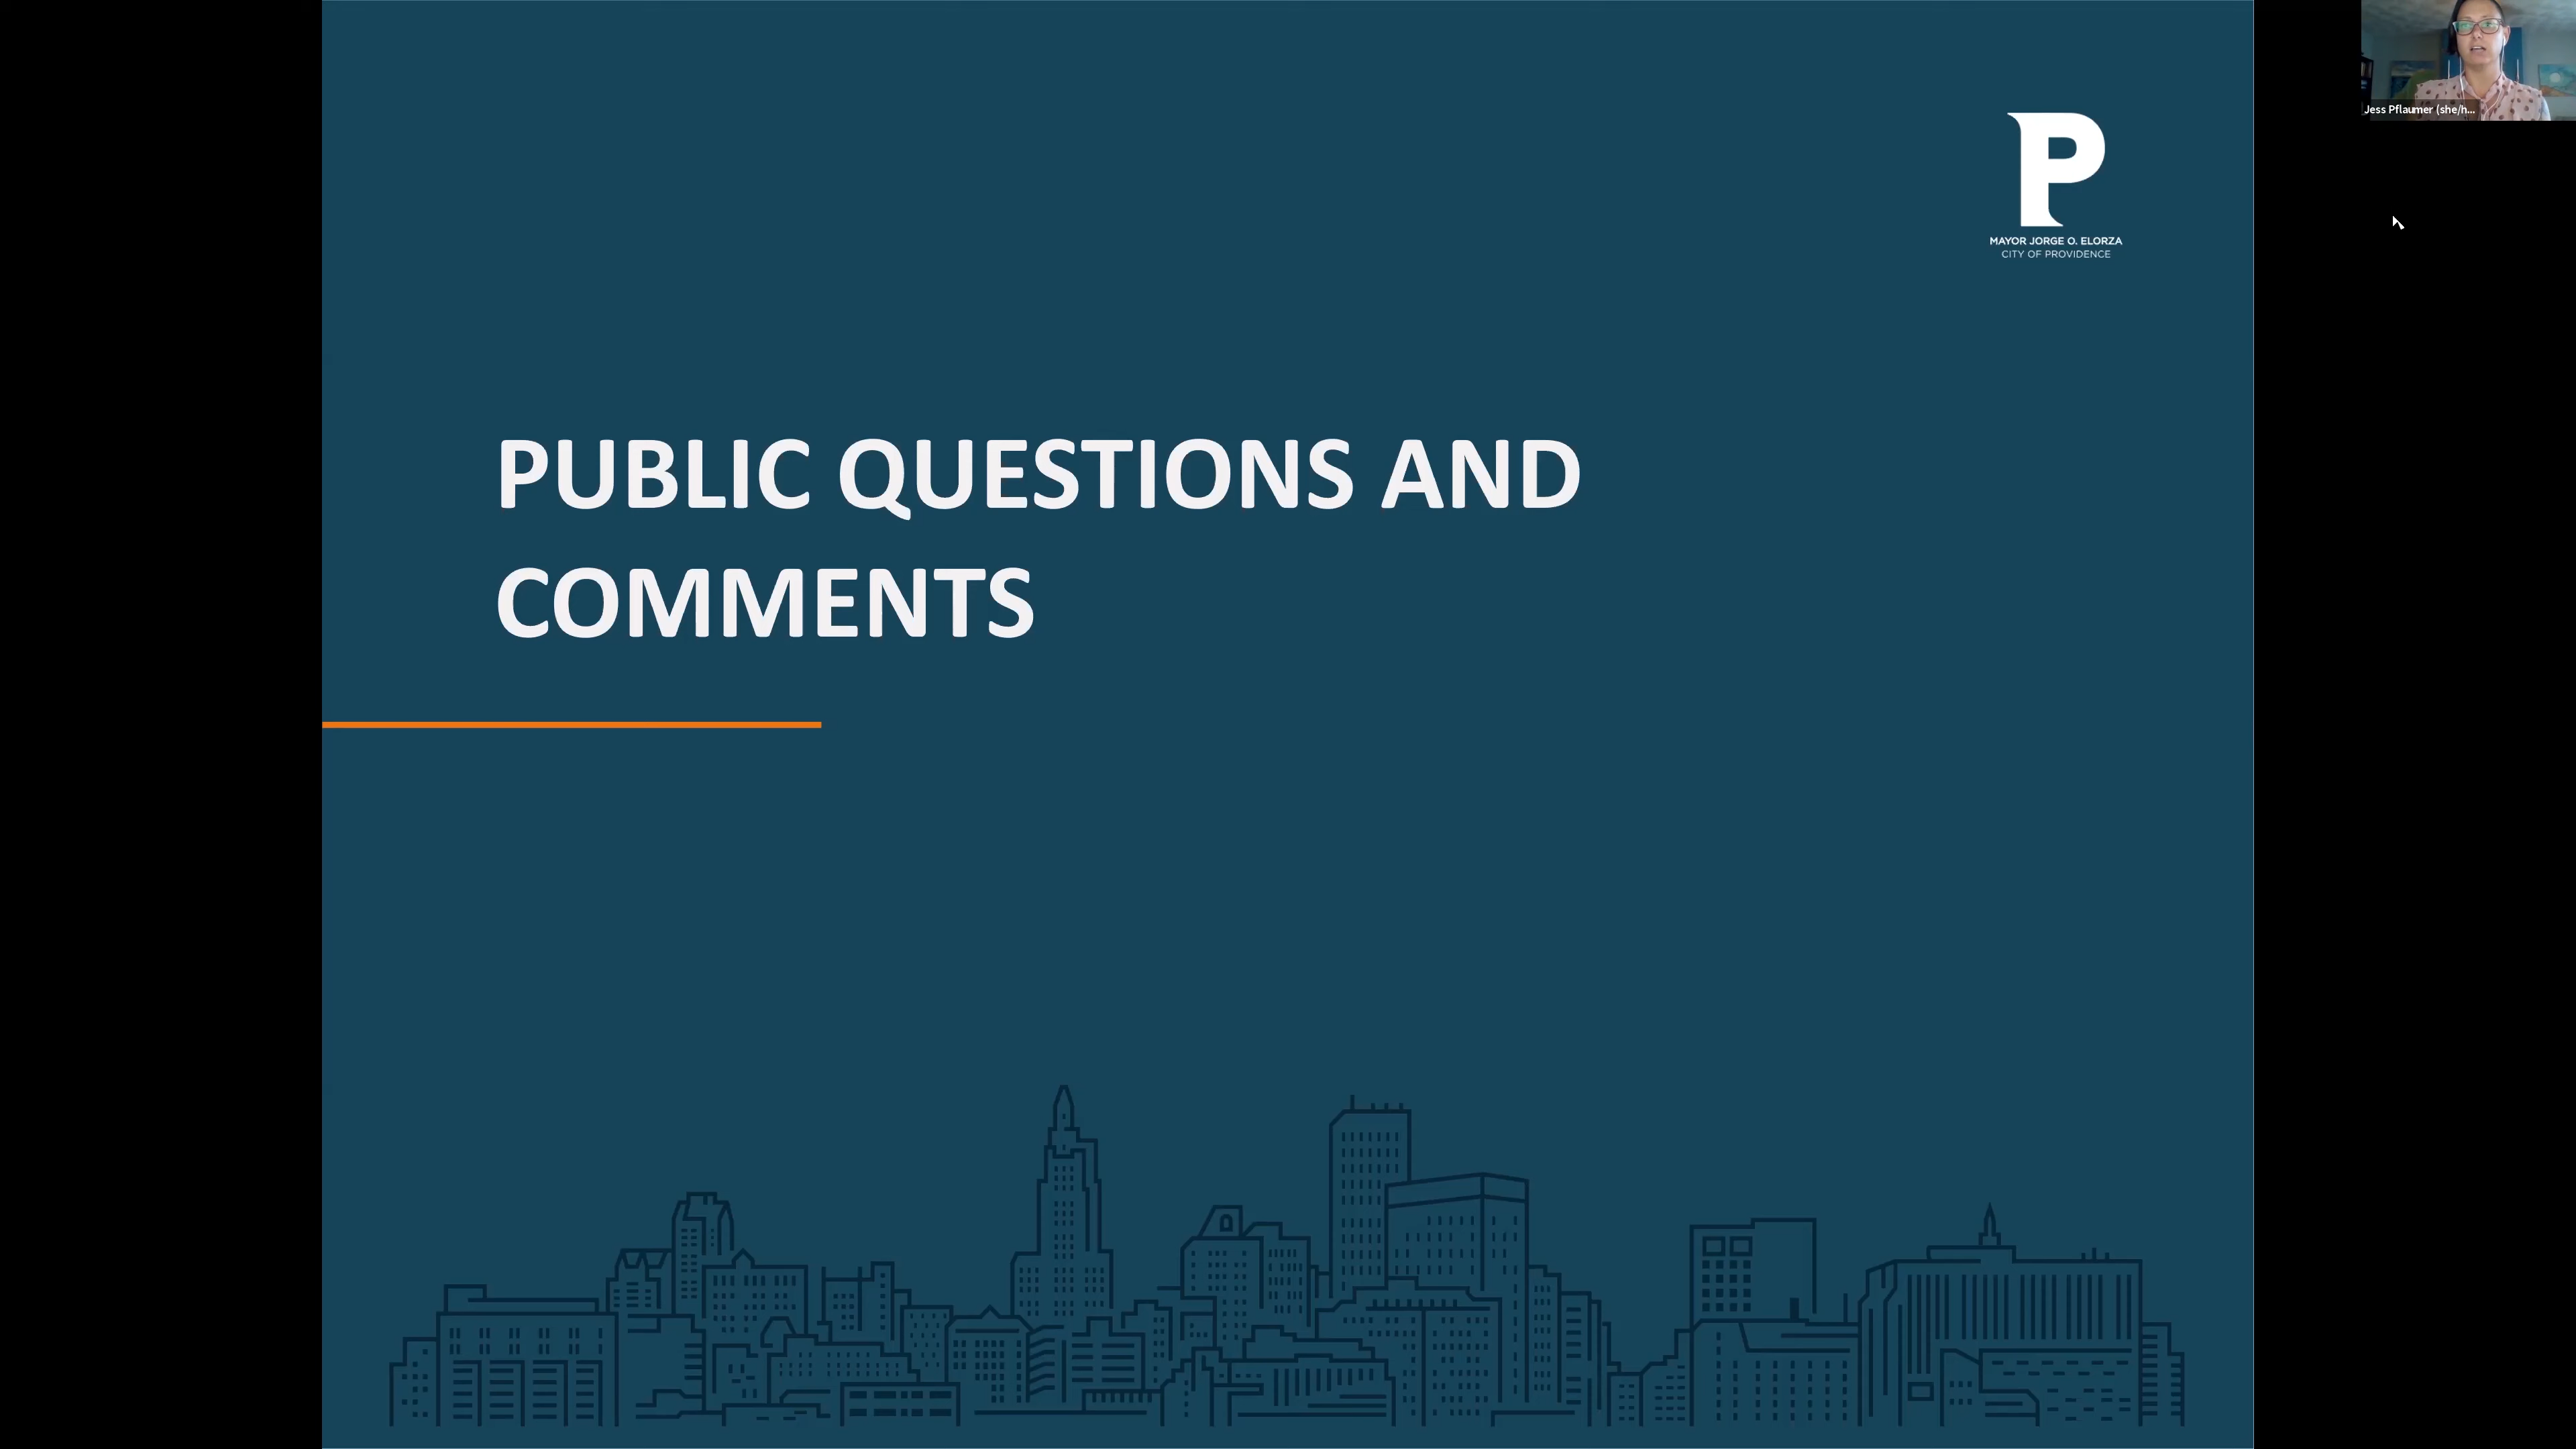 Jess Pflaumer (she/h...
P
MAYOR JORGE O. ELORZA
CITY OF PROVIDENCE
PUBLIC QUESTIONS AND
COMMENTS